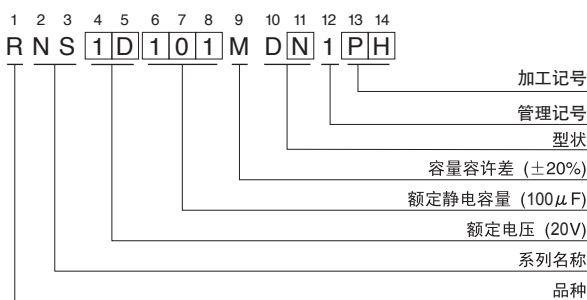 1 2 3 4 5 6 7 8 9 10 11 12 13 14
R N S 1 D 1 0 1 M D N 1 P H
加工记号
管理记号
型状
容量容许差 (±20%)
额定静电容量 (100μF)
额定电压 (20V)
系列名称
品种